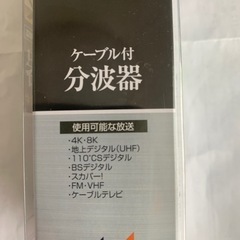 ケーブル付
分波器
使用可能な放送
・4K・8K
・地上デジタル(UHF)
・110°CSデジタル
・BSデジタル
・スカパー!
・FM・VHF
・ケーブルテレビ